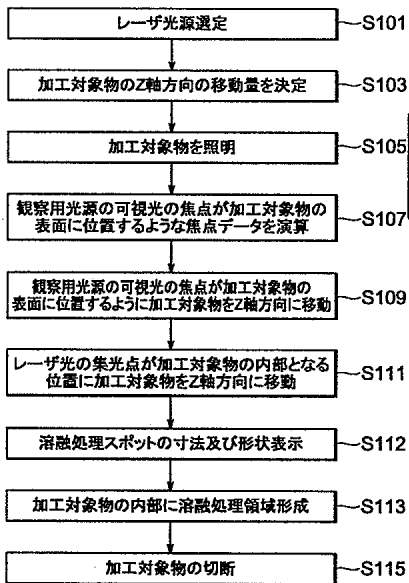 レーザ光源選定
S101
加工対象物のZ軸方向の移動量を決定
S103
加工対象物を照明
S105
観察用光源の可視光の焦点が加工対象物の
表面に位置するような焦点データを演算
S107
観察用光源の可視光の焦点が加工対象物の
表面に位置するように加工対象物をZ軸方向に移動
S109
レーザ光の集光点が加工対象物の内部となる
位置に加工対象物をZ軸方向に移動
S111
溶融処理スポットの寸法及び形状表示
S112
加工対象物の内部に溶融処理領域形成
S113
加工対象物の切断
S115